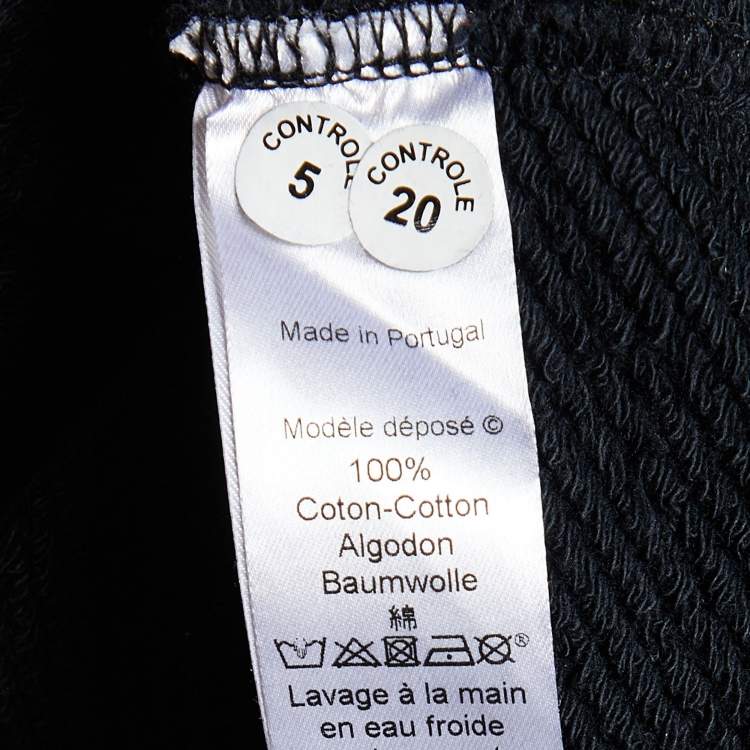 CONTROLE
5
CONTROLE
20
Made in Portugal
Modèle déposé ©
100%
Coton-Cotton
Algodon
Baumwolle
綿
®
Lavage à la main
en eau froide